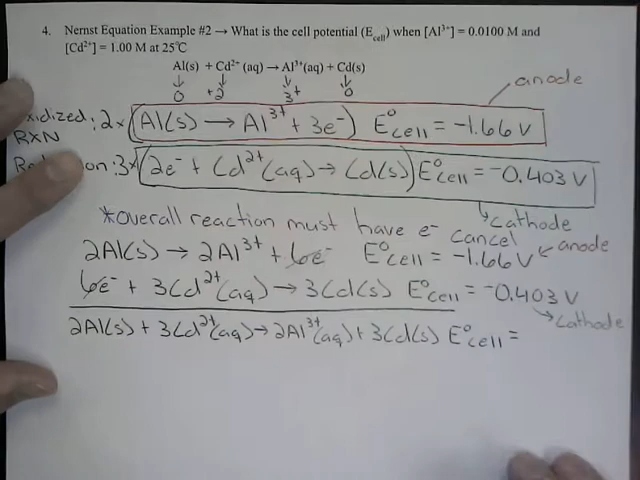 4. Nernst Equation Example #2 → What is the cell potential (E cell) when [Al³⁺] = 0.0100 M and
[Cd²⁺] = 1.00 M at 25°C
Al(s) + Cd²⁺ (aq) → Al³⁺(aq) + Cd(s)
0 +2 3+ 0
anode
xidized: 2× (Al(s) → Al³⁺ + 3e⁻) E°cell = -1.66 V
RXN
on: 3× (2e⁻ + Cd²⁺(aq) → Cd(s)) E°cell = -0.403 V
cathode
*overall reaction must have e⁻ cancel
2Al(s) → 2Al³⁺ + 6e⁻ E°cell = -1.66 V ← anode
6e⁻ + 3Cd²⁺(aq) → 3Cd(s) E°cell = -0.403 V
cathode
2Al(s) + 3Cd²⁺(aq) → 2Al³⁺(aq) + 3Cd(s) E°cell =